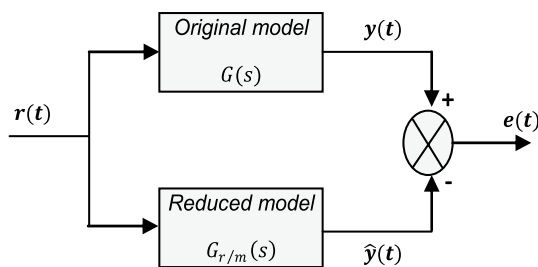 Original model
G(s)
y(t)
+
r(t)
e(t)
-
Reduced model
G_{r/m}(s)
ŷ(t)